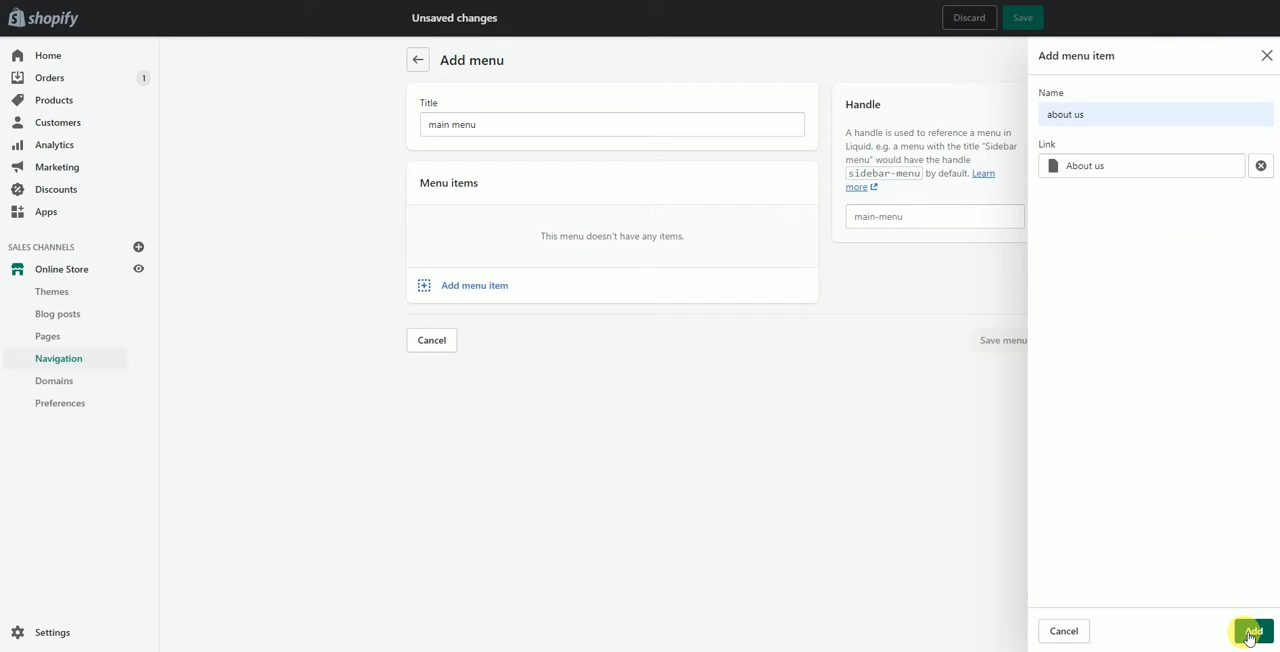 shopify
Unsaved changes
Discard
Save
Home
Orders
1
Products
Customers
Analytics
Marketing
Discounts
Apps
SALES CHANNELS
Online Store
Themes
Blog posts
Pages
Navigation
Domains
Preferences
Settings
Add menu
Title
main menu
Menu items
This menu doesn't have any items.
Add menu item
Cancel
Save menu
Handle
A handle is used to reference a menu in
Liquid. e.g. a menu with the title "Sidebar
menu" would have the handle
sidebar-menu by default. Learn
more
main-menu
Add menu item
Name
about us
Link
About us
Cancel
Add